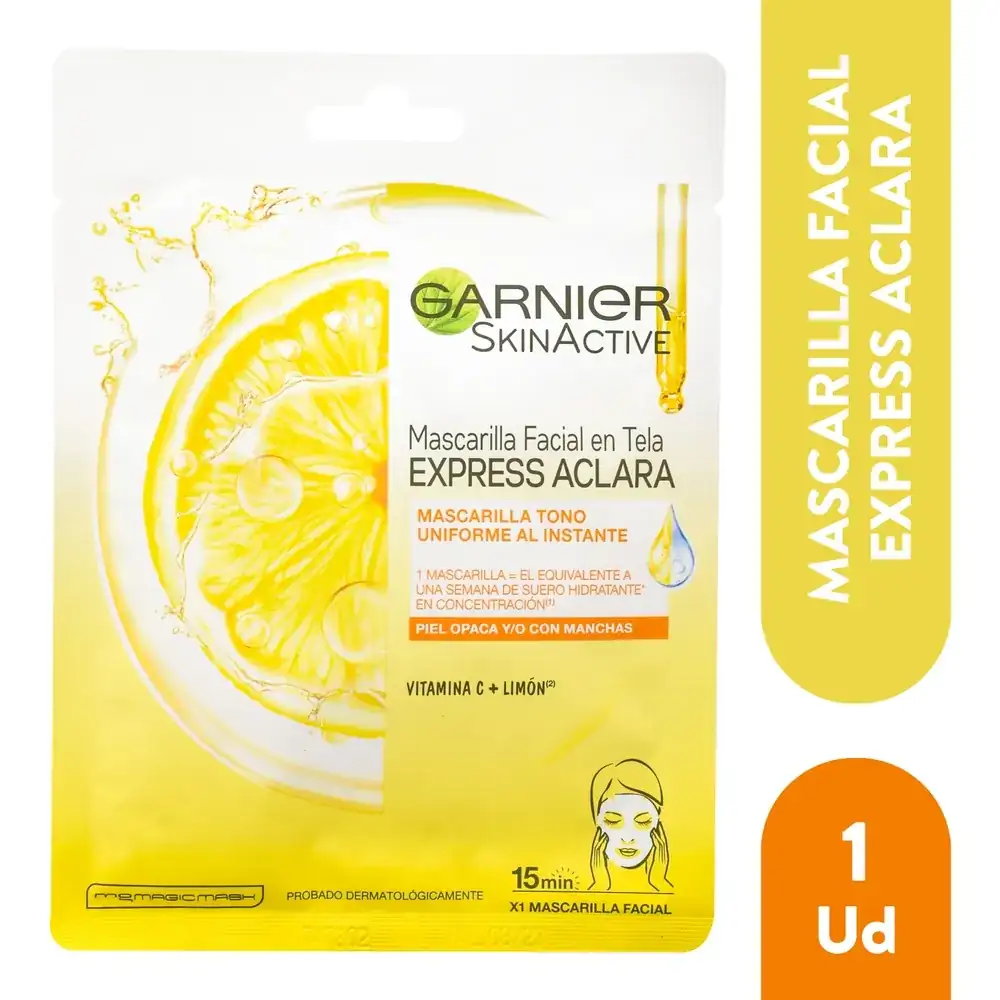 GARNIER
SKINACTIVE
Mascarilla Facial en Tela
EXPRESS ACLARA
MASCARILLA TONO
UNIFORME AL INSTANTE
1 MASCARILLA = EL EQUIVALENTE A
UNA SEMANA DE SUERO HIDRATANTE*
EN CONCENTRACIÓN(1)
PIEL OPACA Y/O CON MANCHAS
VITAMINA C + LIMÓN(2)
15min
X1 MASCARILLA FACIAL
PROBADO DERMATOLÓGICAMENTE
MASCARILLA FACIAL
EXPRESS ACLARA
1
Ud